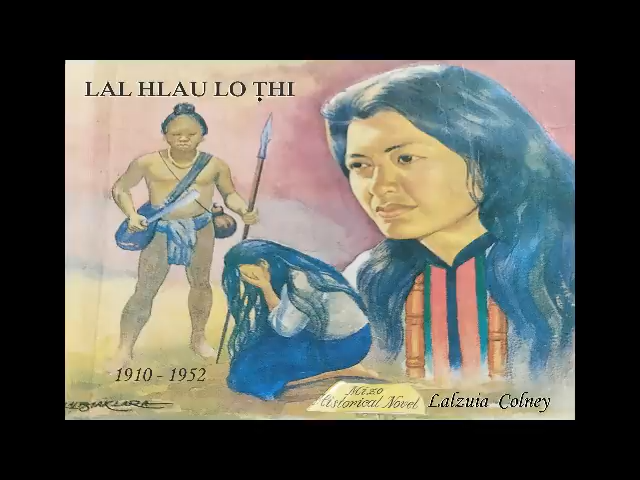 LAL HLAU LO ṬHI
1910 - 1952
Mizo
Historical Novel
Lalzuia Colney